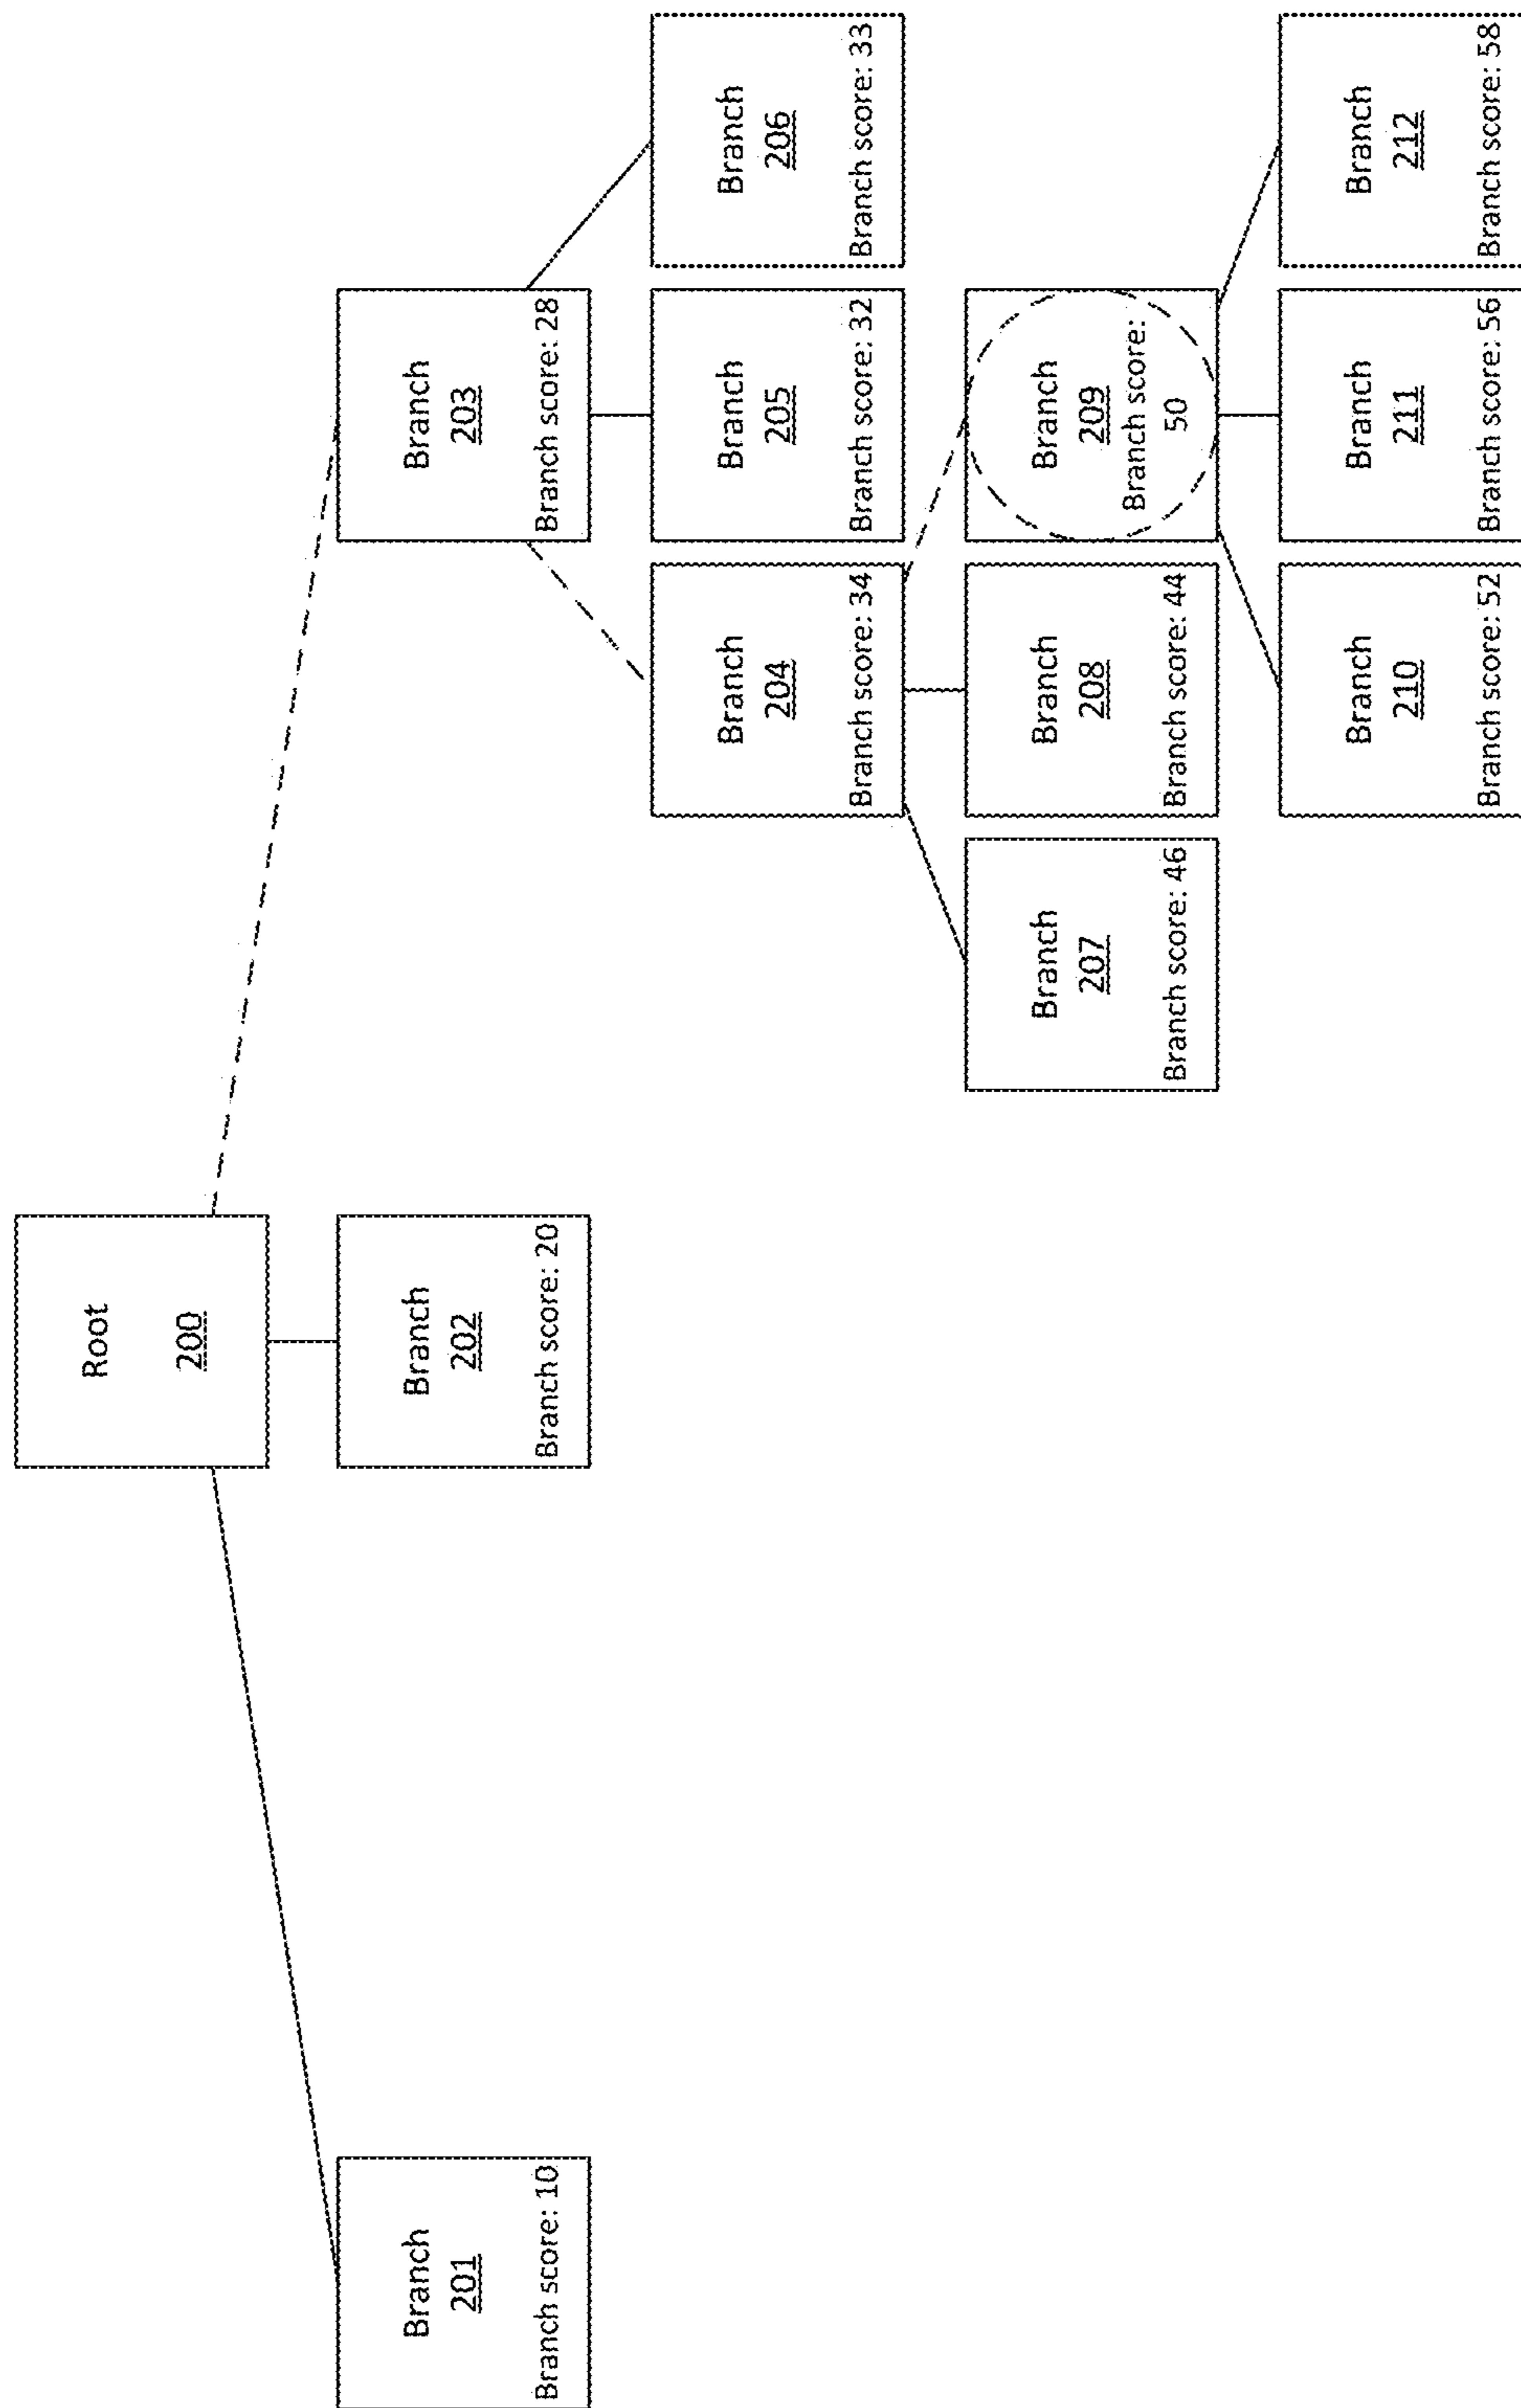 Root
200
Branch
201
Branch score: 10
Branch
202
Branch score: 20
Branch
203
Branch score: 28
Branch
204
Branch score: 34
Branch
205
Branch score: 32
Branch
206
Branch score: 33
Branch
207
Branch score: 46
Branch
208
Branch score: 44
Branch
209
Branch score:
50
Branch
210
Branch score: 52
Branch
211
Branch score: 56
Branch
212
Branch score: 58